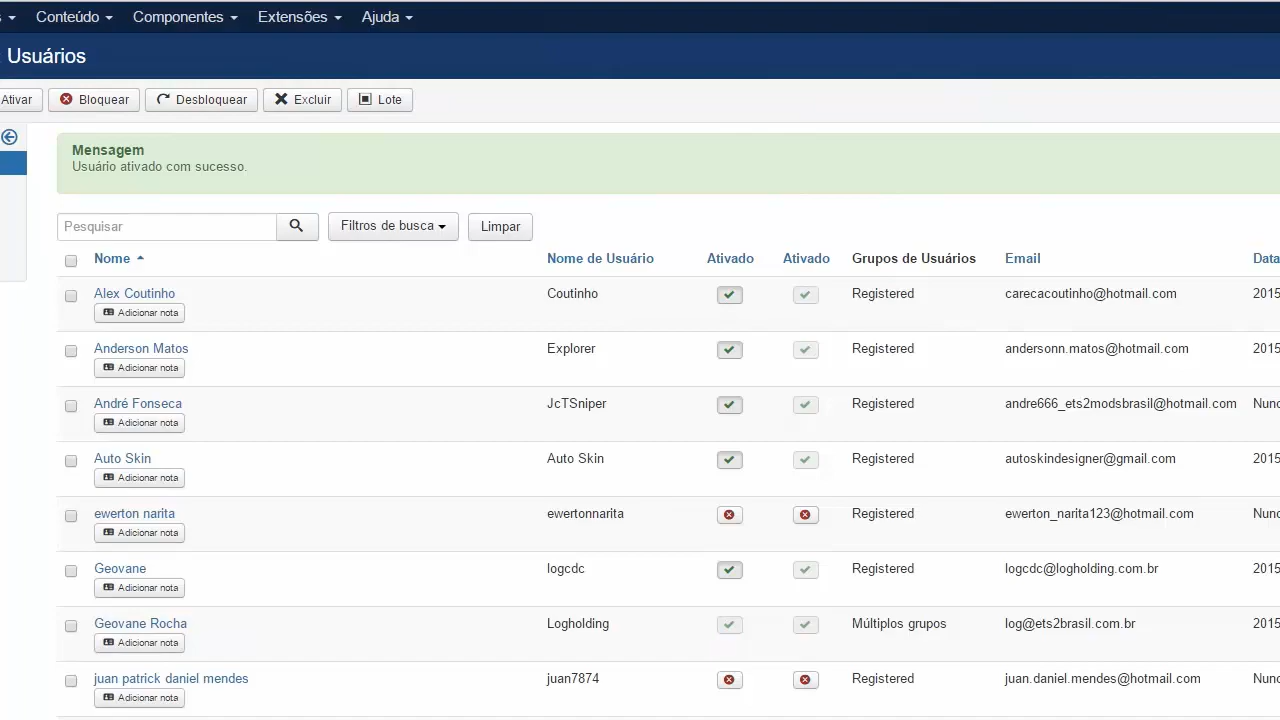 Conteúdo Componentes Extensões Ajuda
Usuários
Ativar Bloquear Desbloquear Excluir Lote
Mensagem
Usuário ativado com sucesso.
Pesquisar Filtros de busca Limpar
Nome Nome de Usuário Ativado Ativado Grupos de Usuários Email Data
Alex Coutinho Coutinho Registered carecacoutinho@hotmail.com 2015
Adicionar nota
Anderson Matos Explorer Registered andersonn.matos@hotmail.com 2015
Adicionar nota
André Fonseca JcTSniper Registered andre666_ets2modsbrasil@hotmail.com Nunc
Adicionar nota
Auto Skin Auto Skin Registered autoskindesigner@gmail.com 2015
Adicionar nota
ewerton narita ewertonnarita Registered ewerton_narita123@hotmail.com Nunc
Adicionar nota
Geovane logcdc Registered logcdc@logholding.com.br 2015
Adicionar nota
Geovane Rocha Logholding Múltiplos grupos log@ets2brasil.com.br 2015
Adicionar nota
juan patrick daniel mendes juan7874 Registered juan.daniel.mendes@hotmail.com Nunc
Adicionar nota